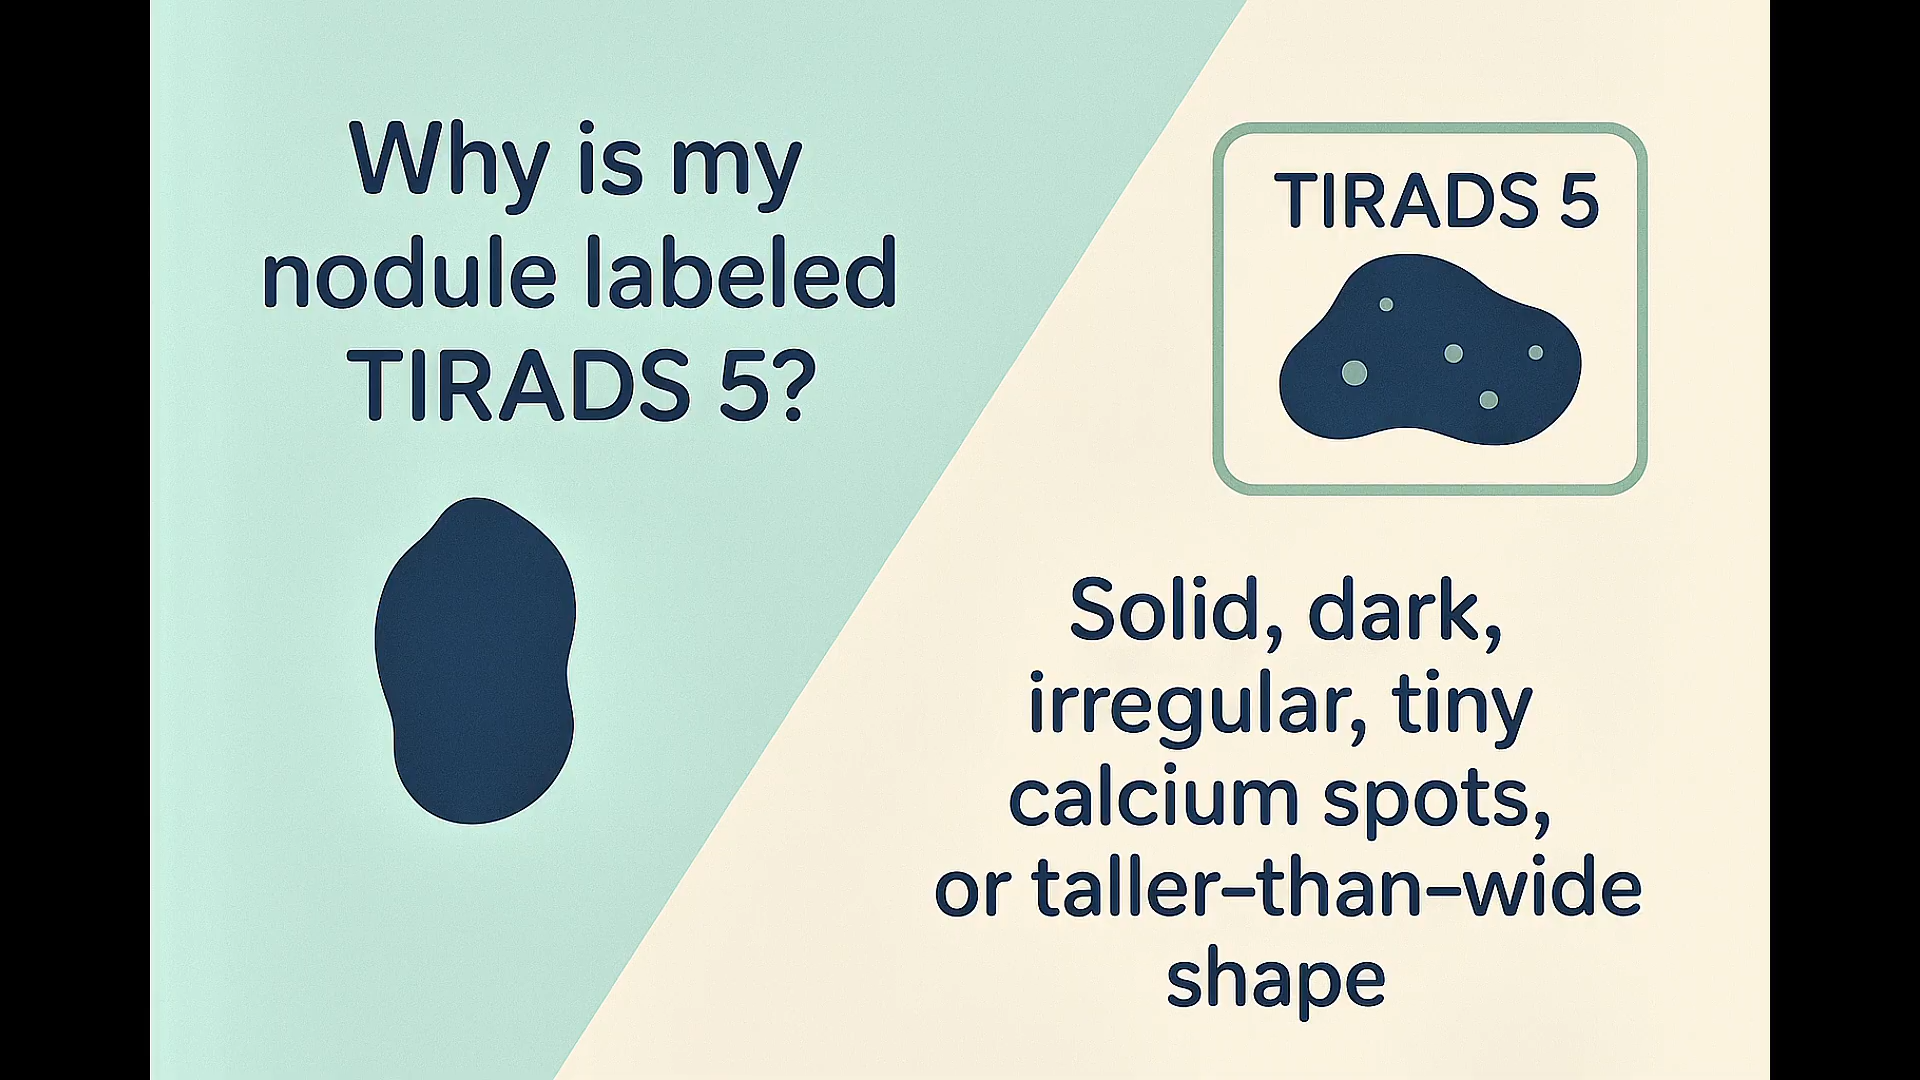 Why is my
nodule labeled
TIRADS 5?
TIRADS 5
Solid, dark,
irregular, tiny
calcium spots,
or taller-than-wide
shape